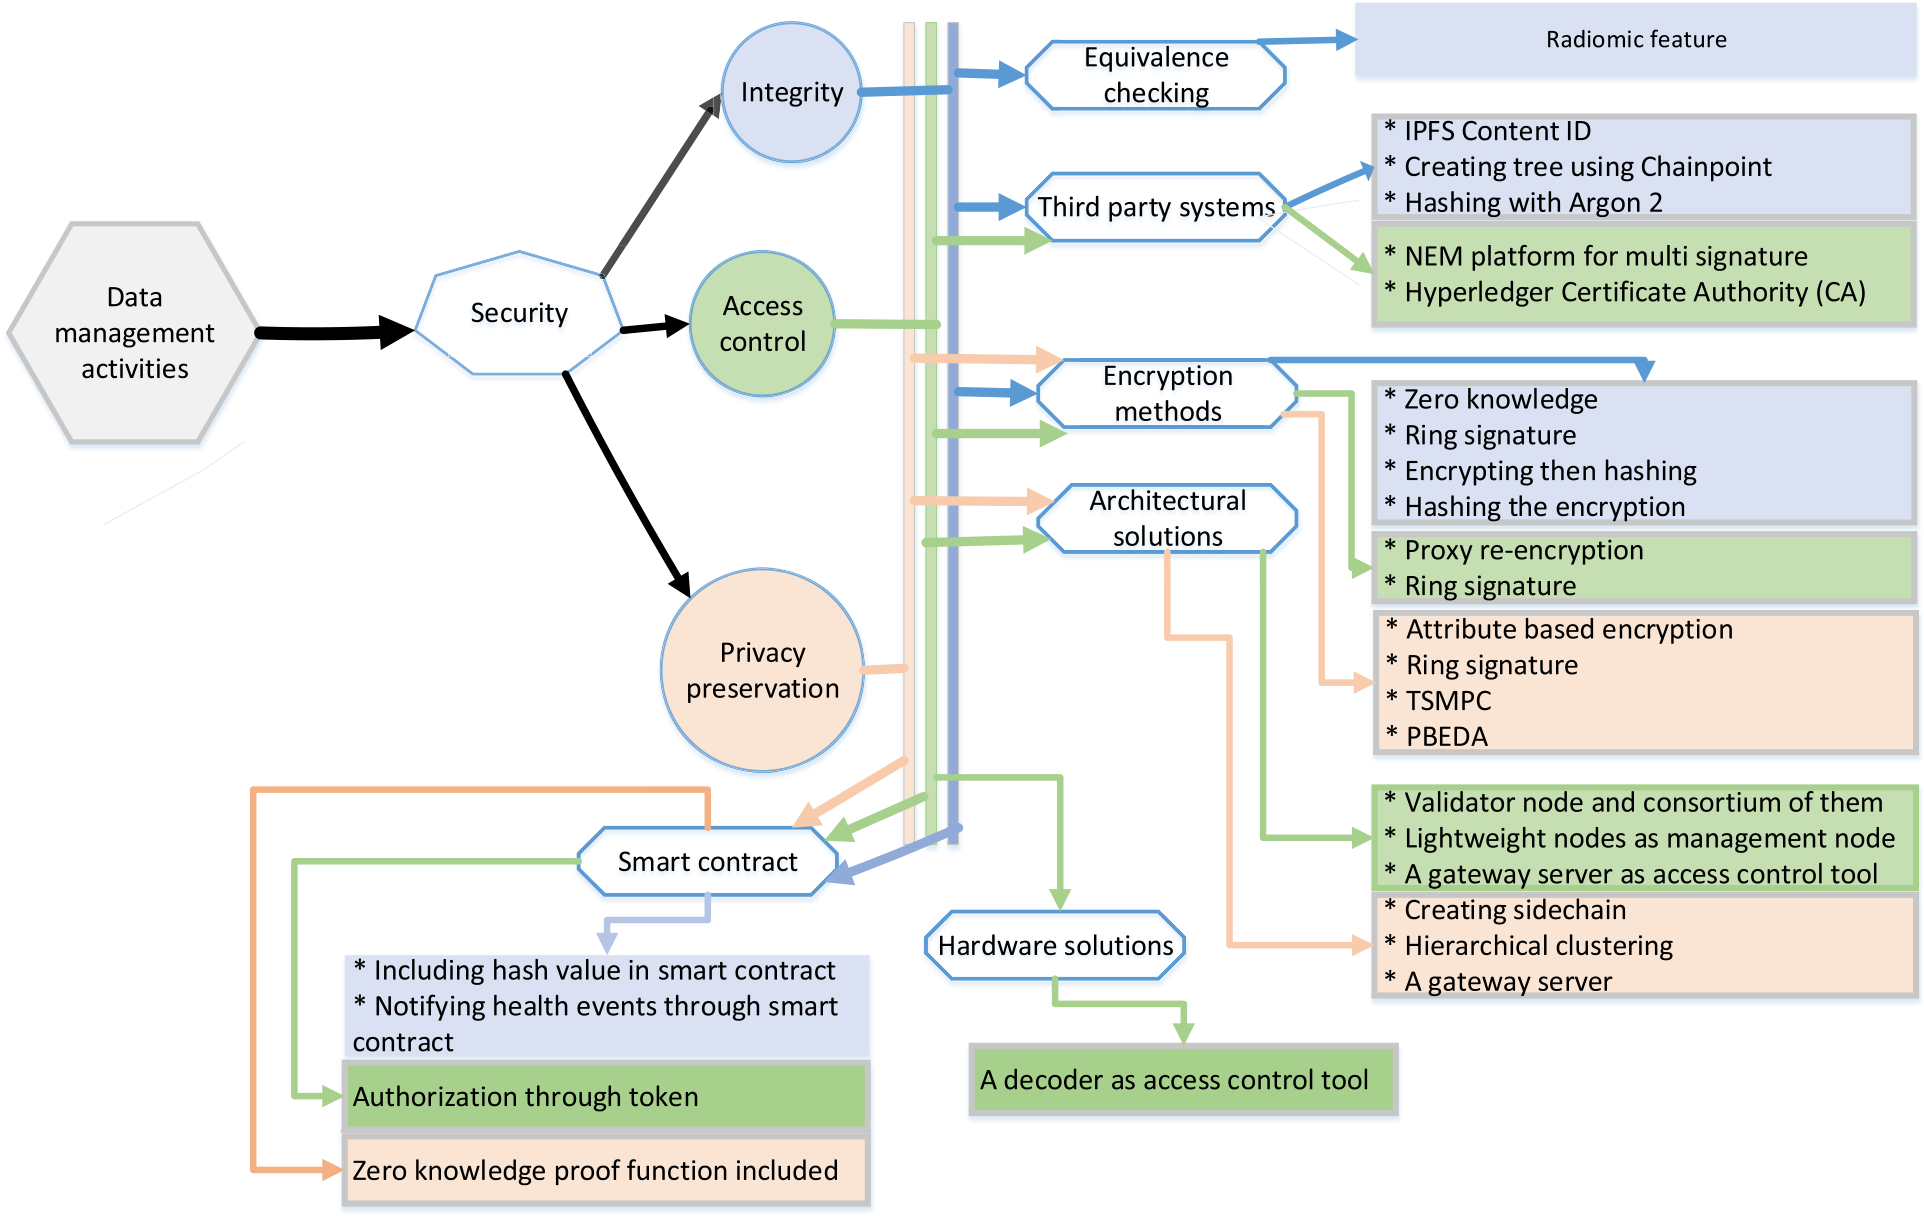 Data
management
activities
Security
Integrity
Access
control
Privacy
preservation
Equivalence
checking
Radiomic feature
Third party systems
* IPFS Content ID
* Creating tree using Chainpoint
* Hashing with Argon 2
* NEM platform for multi signature
* Hyperledger Certificate Authority (CA)
Encryption
methods
* Zero knowledge
* Ring signature
* Encrypting then hashing
* Hashing the encryption
* Proxy re-encryption
* Ring signature
* Attribute based encryption
* Ring signature
* TSMPC
* PBEDA
Architectural
solutions
* Validator node and consortium of them
* Lightweight nodes as management node
* A gateway server as access control tool
* Creating sidechain
* Hierarchical clustering
* A gateway server
Smart contract
* Including hash value in smart contract
* Notifying health events through smart
contract
Authorization through token
Zero knowledge proof function included
Hardware solutions
A decoder as access control tool